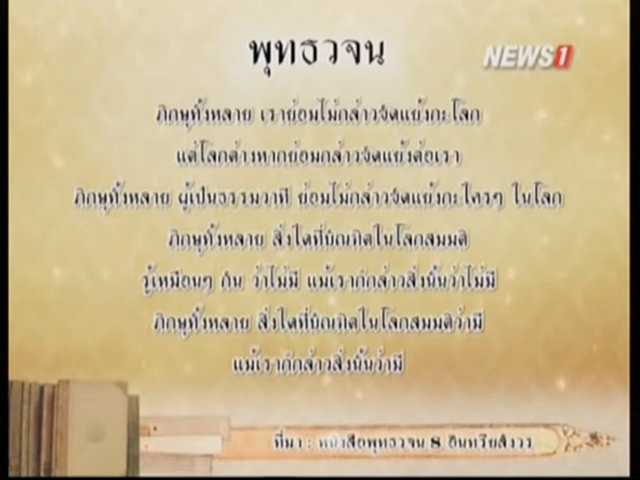 พุทธวจน
NEWS1
ภิกษุทั้งหลาย เราย่อมไม่กล่าวขัดแย้งกะโลก
แต่โลกต่างหากย่อมกล่าวขัดแย้งต่อเรา
ภิกษุทั้งหลาย ผู้เป็นธรรมวาที ย่อมไม่กล่าวขัดแย้งกะใครๆ ในโลก
ภิกษุทั้งหลาย สิ่งใดที่บัณฑิตในโลกสมมติ
รู้เหมือนๆ กัน ว่าไม่มี แม้เราก็กล่าวสิ่งนั้นว่าไม่มี
ภิกษุทั้งหลาย สิ่งใดที่บัณฑิตในโลกสมมติว่ามี
แม้เราก็กล่าวสิ่งนั้นว่ามี
ที่มา : หนังสือพุทธวจน 8 อินทรียสังวร